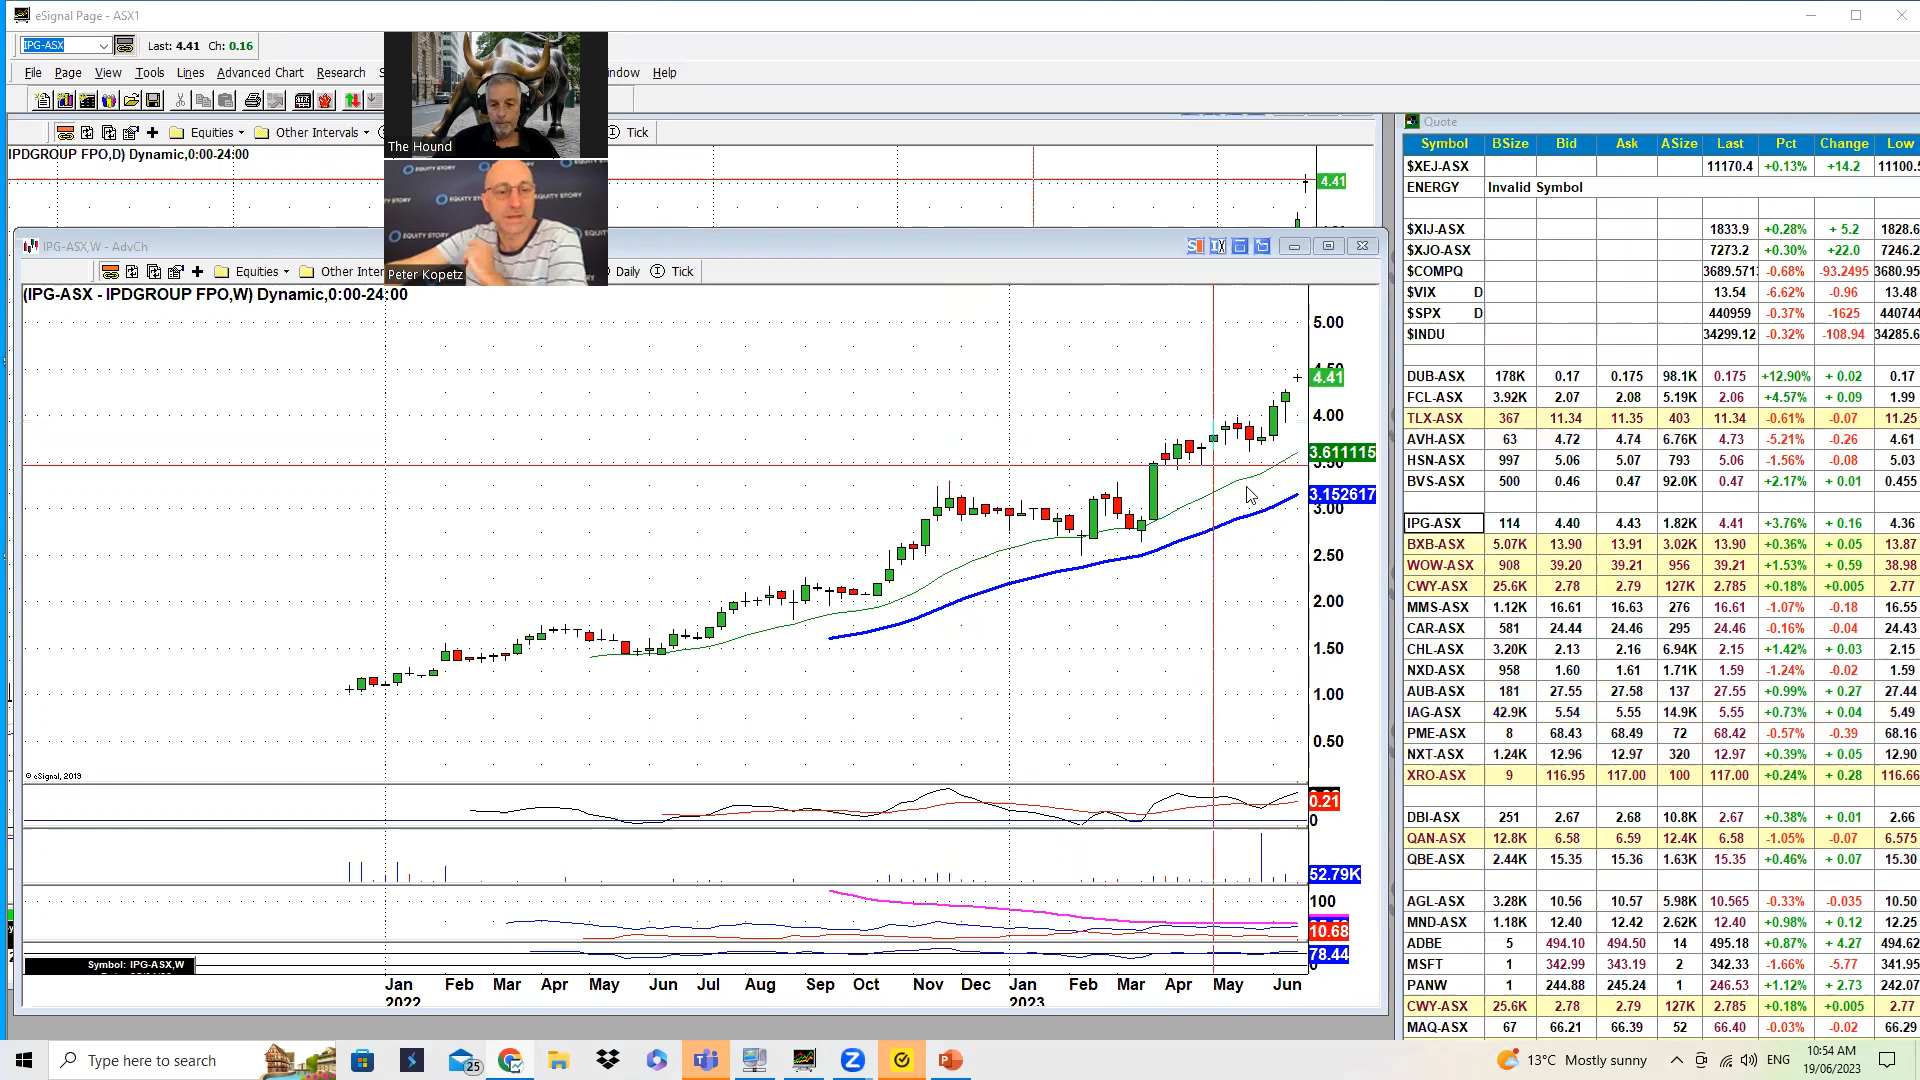 eSignal Page - ASX1
IPG-ASX Last: 4.41 Ch: 0.16
File Page View Tools Lines Advanced Chart Research
Help
Equities Other Intervals Tick
IPDGROUP FPO,D) Dynamic,0:00-24:00
4.41
The Hound
EQUITY STORY
Peter Kopetz
IPG-ASX,W - AdvCh
Equities Daily Tick
(IPG-ASX - IPDGROUP FPO,W) Dynamic,0:00-24:00
5.00
4.41
4.00
3.611115
3.152617
3.00
2.50
2.00
1.50
1.00
0.50
© eSignal, 2019
0.21
0
52.79K
100
10.68
78.44
Symbol: IPG-ASX,W
Jan Feb Mar Apr May Jun Jul Aug Sep Oct Nov Dec Jan Feb Mar Apr May Jun
2022 2023
Quote
Symbol BSize Bid Ask ASize Last Pct Change Low
$XEJ-ASX 11170.4 +0.13% +14.2 11100.5
ENERGY Invalid Symbol
$XIJ-ASX 1833.9 +0.28% + 5.2 1828.6
$XJO-ASX 7273.2 +0.30% +22.0 7246.2
$COMPQ 3689.571 -0.68% -93.2495 3680.95
$VIX D 13.54 -6.62% -0.96 13.48
$SPX D 440959 -0.37% -1625 440744
$INDU 34299.12 -0.32% -108.94 34285.6
DUB-ASX 178K 0.17 0.175 98.1K 0.175 +12.90% + 0.02 0.17
FCL-ASX 3.92K 2.07 2.08 5.19K 2.06 +4.57% + 0.09 1.99
TLX-ASX 367 11.34 11.35 403 11.34 -0.61% -0.07 11.25
AVH-ASX 63 4.72 4.74 6.76K 4.73 -5.21% -0.26 4.61
HSN-ASX 997 5.06 5.07 793 5.06 -1.56% -0.08 5.03
BVS-ASX 500 0.46 0.47 92.0K 0.47 +2.17% + 0.01 0.455
IPG-ASX 114 4.40 4.43 1.82K 4.41 +3.76% + 0.16 4.36
BXB-ASX 5.07K 13.90 13.91 3.02K 13.90 +0.36% + 0.05 13.87
WOW-ASX 908 39.20 39.21 956 39.21 +1.53% + 0.59 38.98
CWY-ASX 25.6K 2.78 2.79 127K 2.785 +0.18% +0.005 2.77
MMS-ASX 1.12K 16.61 16.63 276 16.61 -1.07% -0.18 16.55
CAR-ASX 581 24.44 24.46 295 24.46 -0.16% -0.04 24.43
CHL-ASX 3.20K 2.13 2.16 6.94K 2.15 +1.42% + 0.03 2.15
NXD-ASX 958 1.60 1.61 1.71K 1.59 -1.24% -0.02 1.59
AUB-ASX 181 27.55 27.58 137 27.55 +0.99% + 0.27 27.44
IAG-ASX 42.9K 5.54 5.55 14.9K 5.55 +0.73% + 0.04 5.49
PME-ASX 8 68.43 68.49 72 68.42 -0.57% -0.39 68.16
NXT-ASX 1.24K 12.96 12.97 320 12.97 +0.39% + 0.05 12.90
XRO-ASX 9 116.95 117.00 100 117.00 +0.24% + 0.28 116.66
DBI-ASX 251 2.67 2.68 10.8K 2.67 +0.38% + 0.01 2.66
QAN-ASX 12.8K 6.58 6.59 12.4K 6.58 -1.05% -0.07 6.575
QBE-ASX 2.44K 15.35 15.36 1.63K 15.35 +0.46% + 0.07 15.30
AGL-ASX 3.28K 10.56 10.57 5.98K 10.565 -0.33% -0.035 10.50
MND-ASX 1.18K 12.40 12.42 2.62K 12.40 +0.98% + 0.12 12.25
ADBE 5 494.10 494.50 14 495.18 +0.87% + 4.27 494.62
MSFT 1 342.99 343.19 2 342.33 -1.66% -5.77 341.95
PANW 1 244.88 245.24 1 246.53 +1.12% + 2.73 242.07
CWY-ASX 25.6K 2.78 2.79 127K 2.785 +0.18% +0.005 2.77
MAQ-ASX 67 66.21 66.39 52 66.40 -0.03% -0.02 66.29
Type here to search
25
13°C Mostly sunny
ENG
10:54 AM
19/06/2023